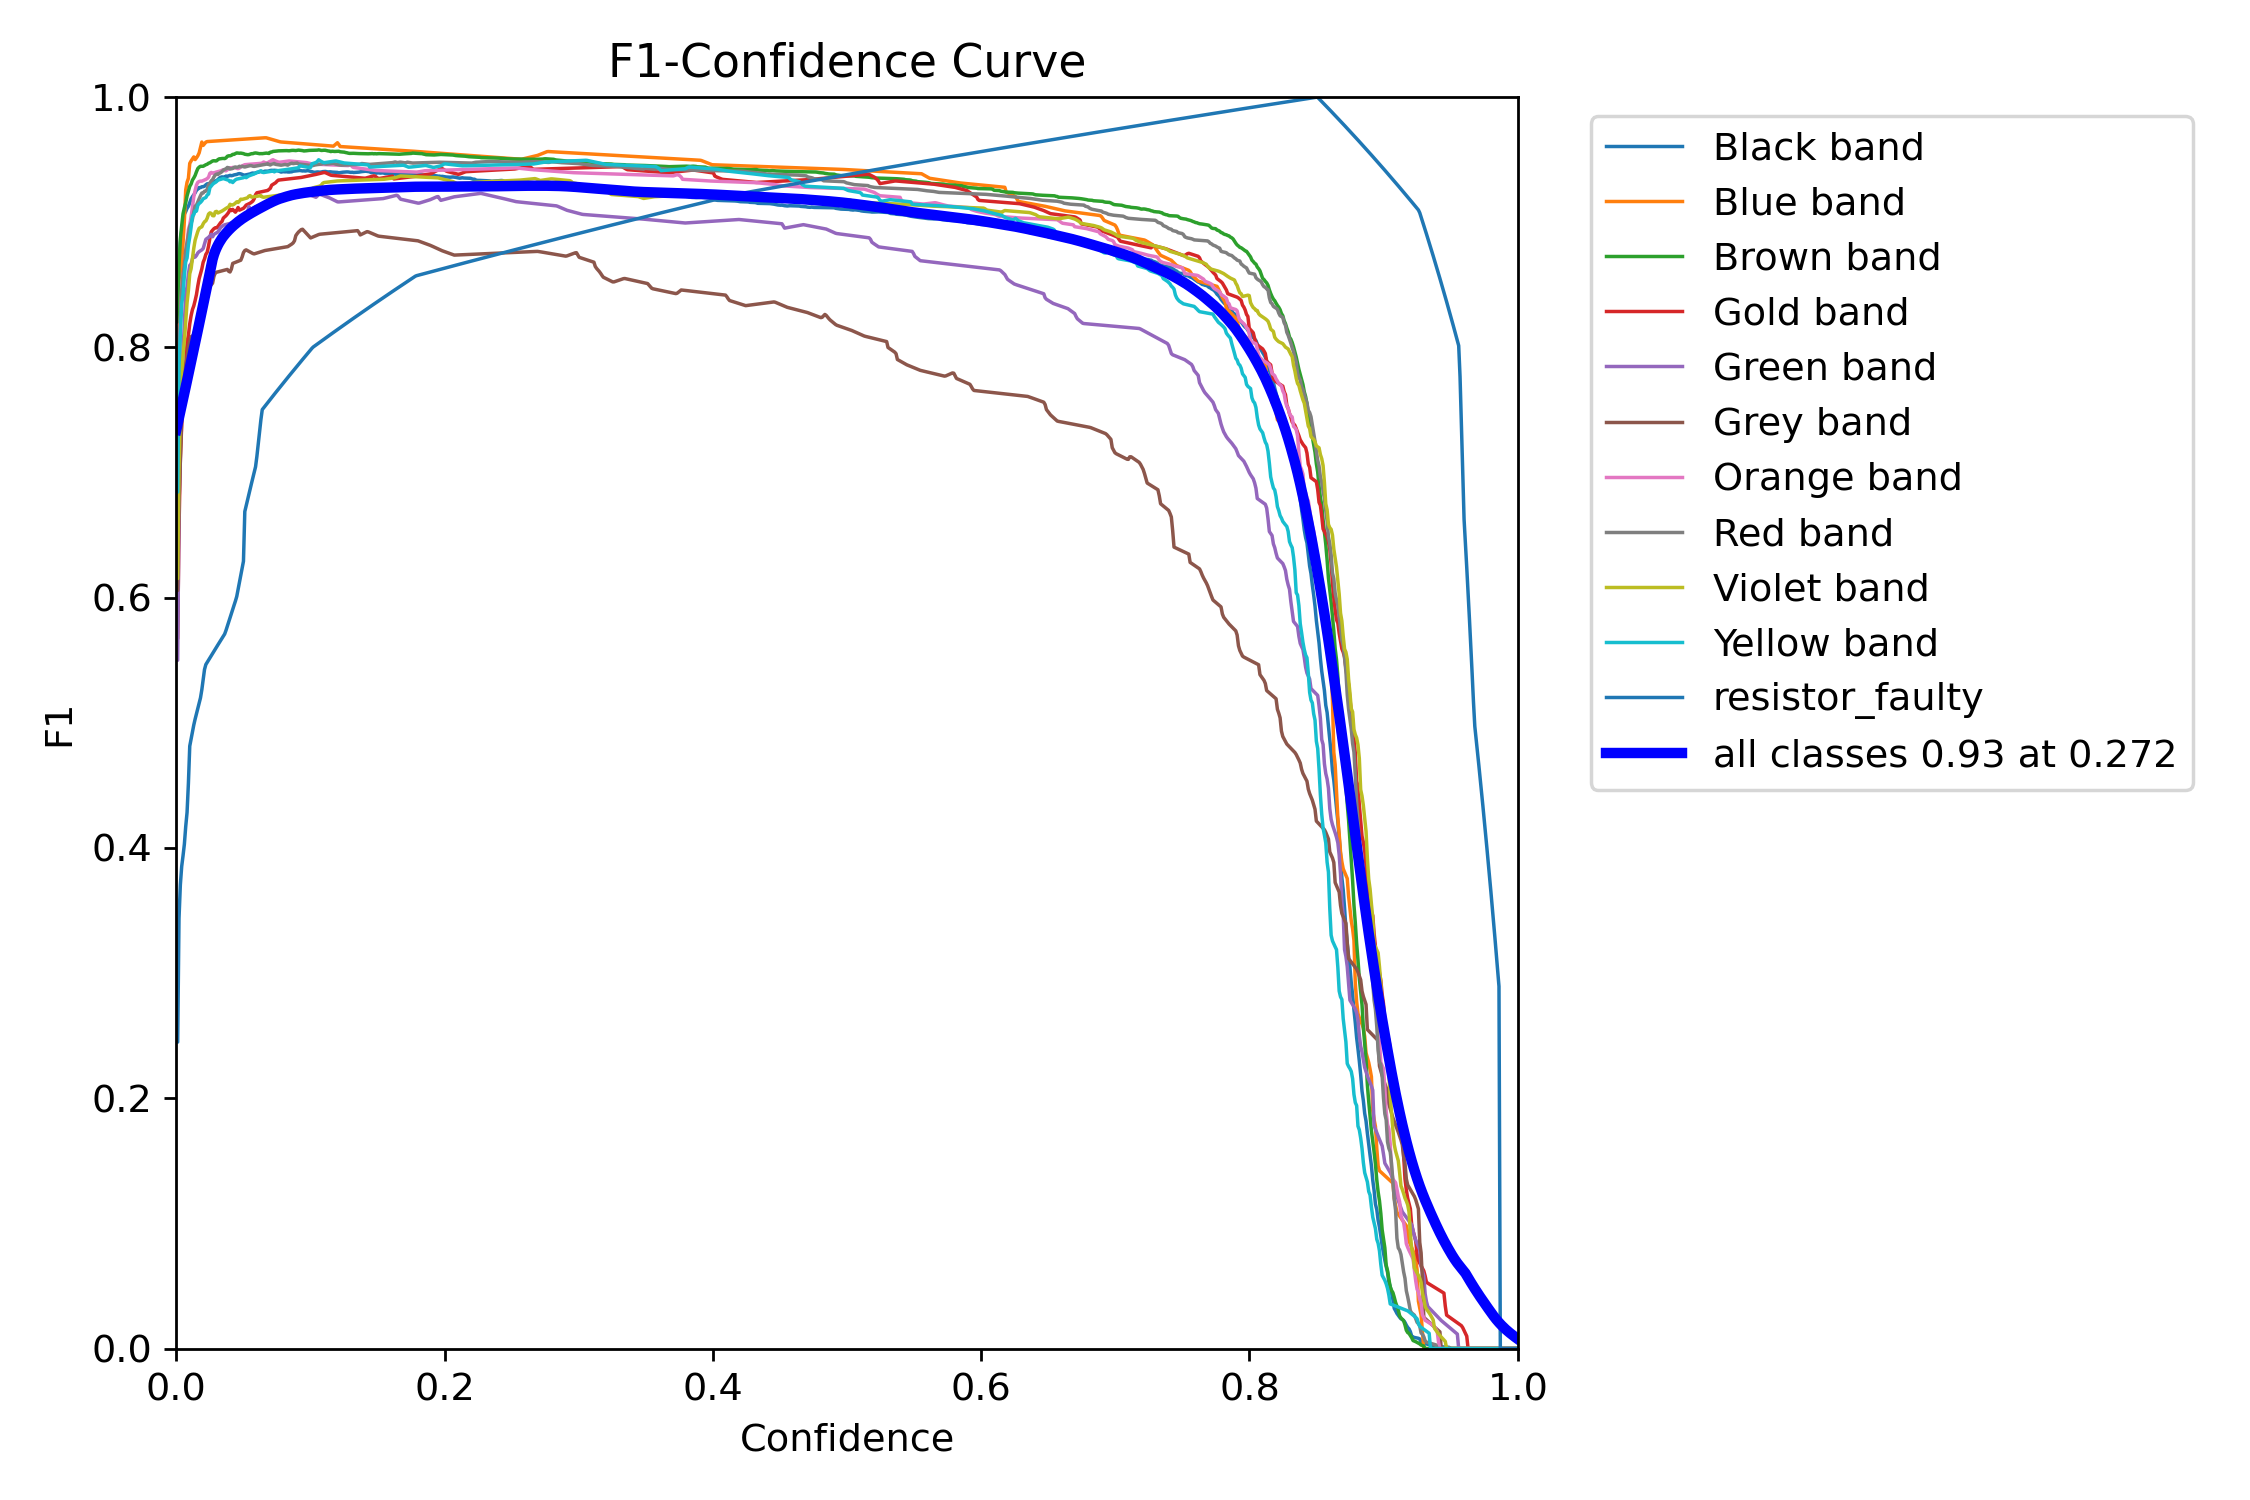 F1-Confidence Curve
1.0
0.8
0.6
0.4
0.2
0.0
F1
0.0 0.2 0.4 0.6 0.8 1.0
Confidence
Black band
Blue band
Brown band
Gold band
Green band
Grey band
Orange band
Red band
Violet band
Yellow band
resistor_faulty
all classes 0.93 at 0.272